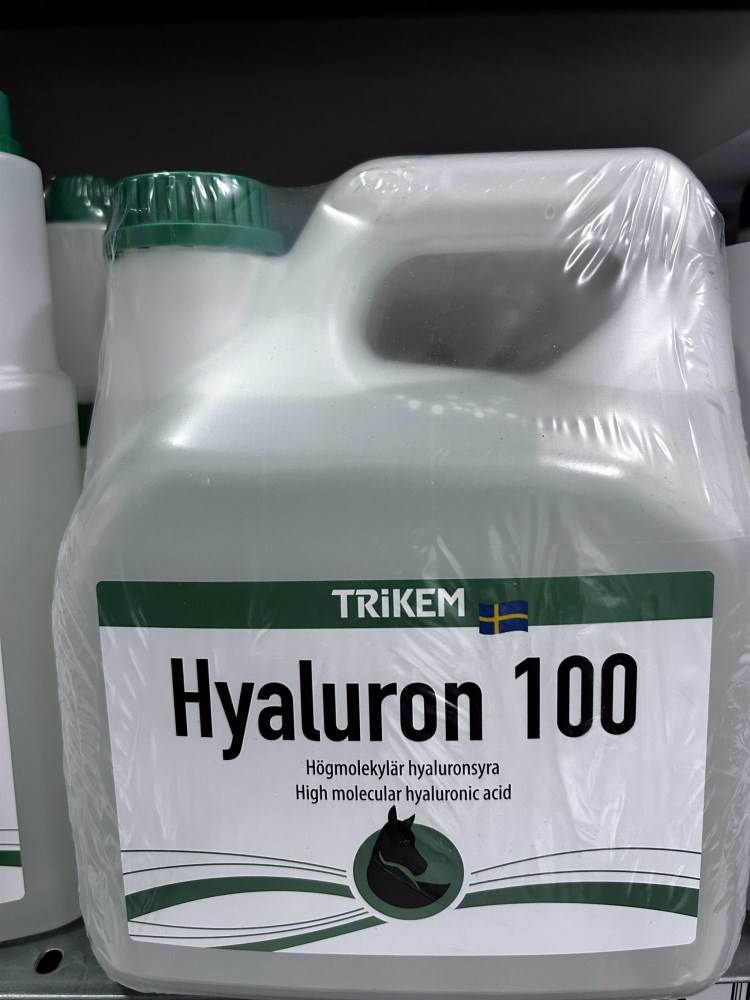 TRiKEM
Hyaluron 100
Högmolekylär hyaluronsyra
High molecular hyaluronic acid